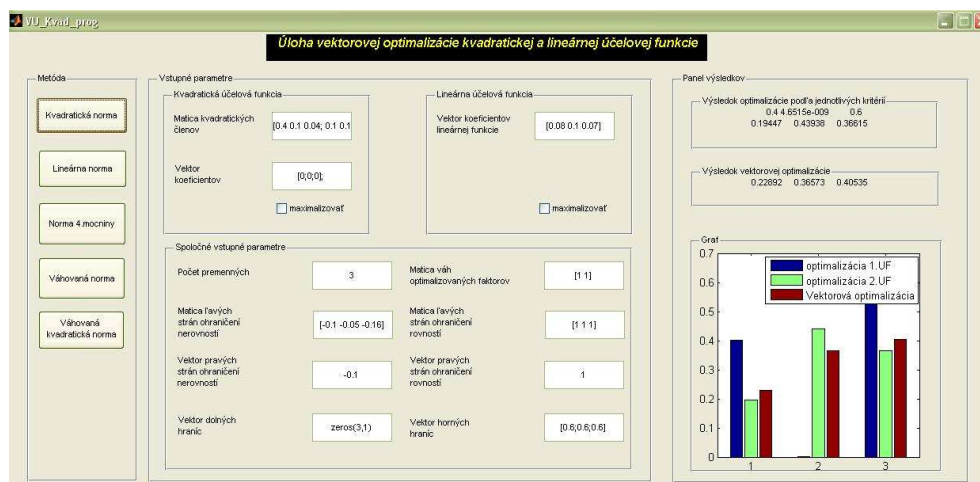 VU_Kvad_prog
Úloha vektorovej optimalizácie kvadratickej a lineárnej účelovej funkcie
Metóda
Kvadratická norma
Lineárna norma
Norma 4.mocniny
Váhovaná norma
Váhovaná
kvadratická norma
Vstupné parametre
Kvadratická účelová funkcia
Matica kvadratických
členov
[0.4 0.1 0.04; 0.1 0.1
Vektor
koeficientov
[0;0;0];
maximalizovať
Lineárna účelová funkcia
Vektor koeficientov
lineárnej funkcie
[0.08 0.1 0.07]
maximalizovať
Spoločné vstupné parametre
Počet premenných
3
Matica váh
optimalizovaných faktorov
[1 1]
Matica ľavých
strán ohraničení
nerovností
[-0.1 -0.05 -0.16]
Matica ľavých
strán ohraničení
rovností
[1 1 1]
Vektor pravých
strán ohraničení
nerovností
-0.1
Vektor pravých
strán ohraničení
rovností
1
Vektor dolných
hraníc
zeros(3,1)
Vektor horných
hraníc
[0.6;0.6;0.6]
Panel výsledkov
Výsledok optimalizácie podľa jednotlivých kritérií
0.4 4.6515e-009 0.6
0.19447 0.43938 0.36615
Výsledok vektorovej optimalizácie
0.22892 0.36573 0.40535
Graf
optimalizácia 1.UF
optimalizácia 2.UF
Vektorová optimalizácia
0.7
0.6
0.5
0.4
0.3
0.2
0.1
0
1 2 3